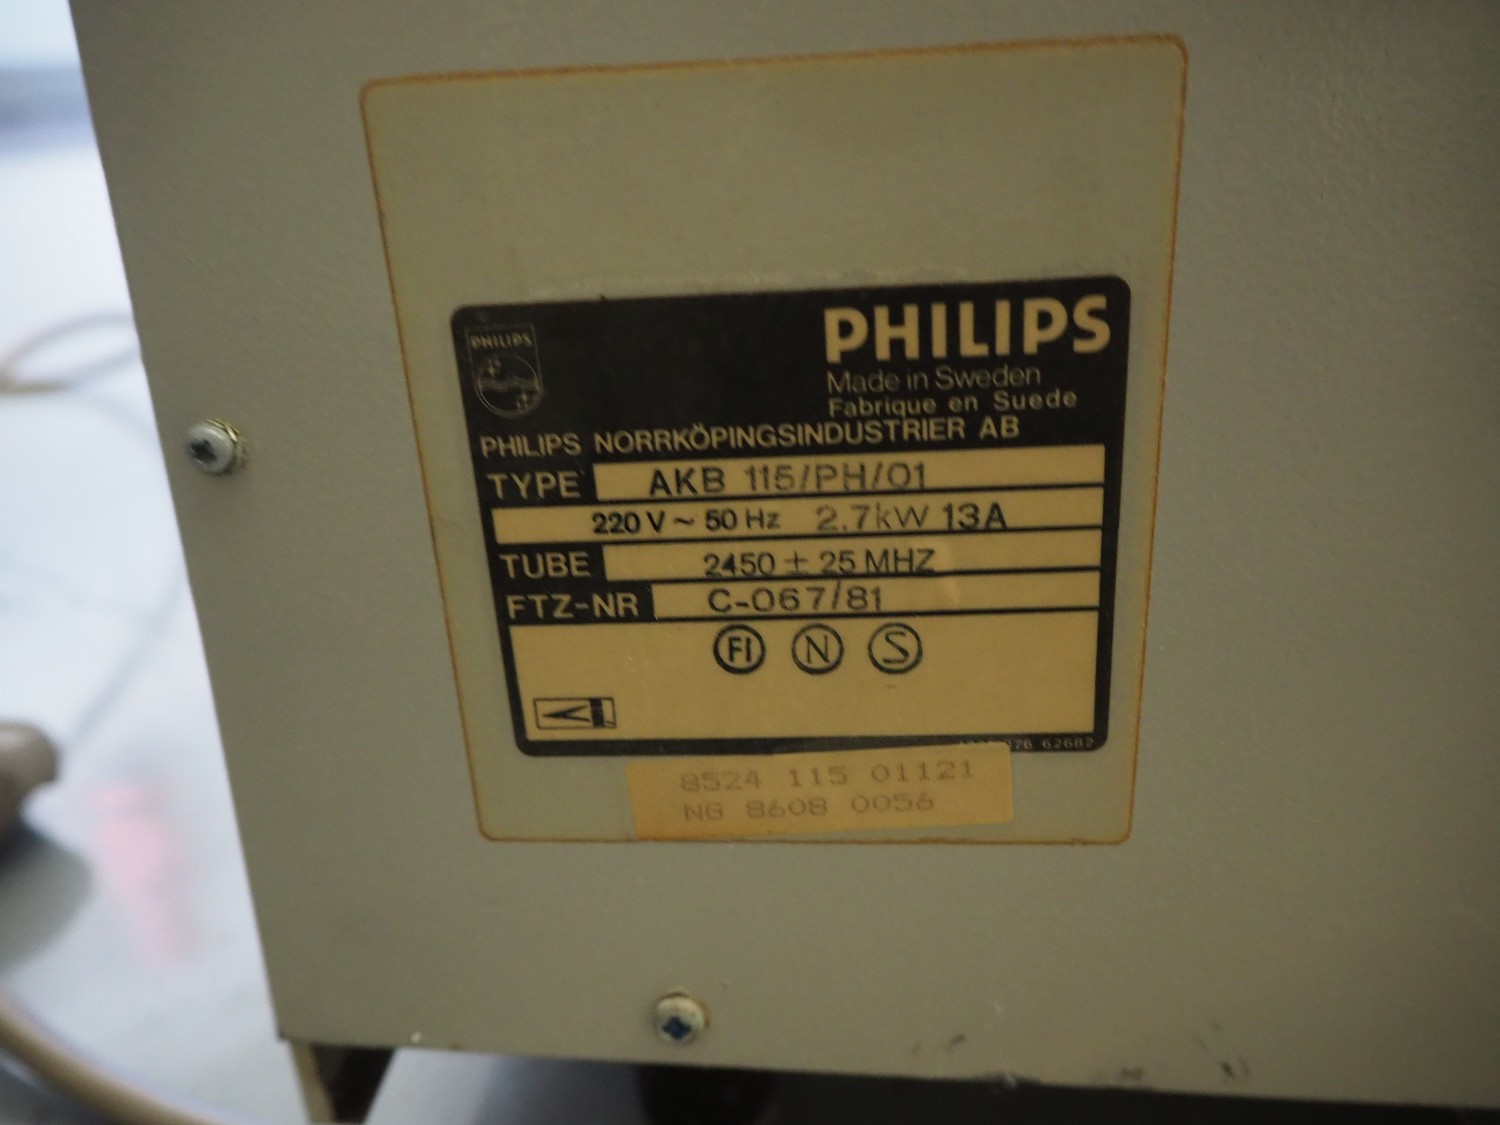 PHILIPS
PHILIPS
Made in Sweden
Fabrique en Suede
PHILIPS NORRKÖPINGSINDUSTRIER AB
TYPE AKB 115/PH/01
220 V ~ 50 Hz 2.7kW 13A
TUBE 2450 ± 25 MHZ
FTZ-NR C-067/81
FI N S
62682
8524 115 01121
NG 8608 0056